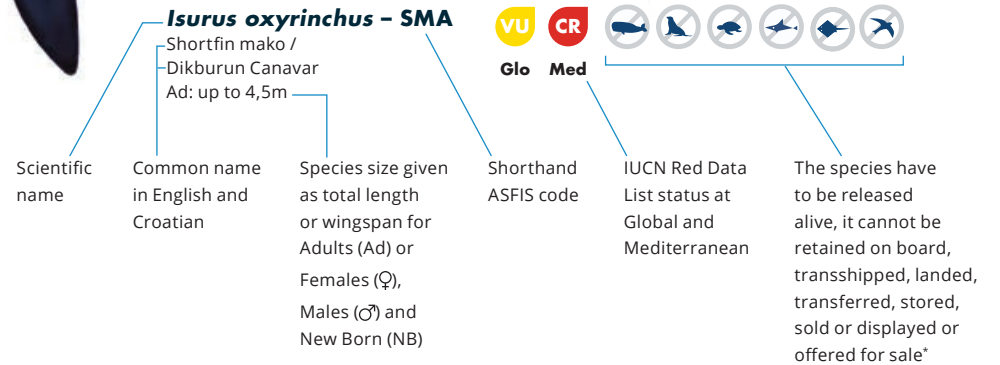 Isurus oxyrinchus – SMA
Shortfin mako /
Dikburun Canavar
Ad: up to 4,5m
VU
CR
Glo
Med
Scientific
name
Common name
in English and
Croatian
Species size given
as total length
or wingspan for
Adults (Ad) or
Females (♀),
Males (♂) and
New Born (NB)
Shorthand
ASFIS code
IUCN Red Data
List status at
Global and
Mediterranean
The species have
to be released
alive, it cannot be
retained on board,
transshipped, landed,
transferred, stored,
sold or displayed or
offered for sale*